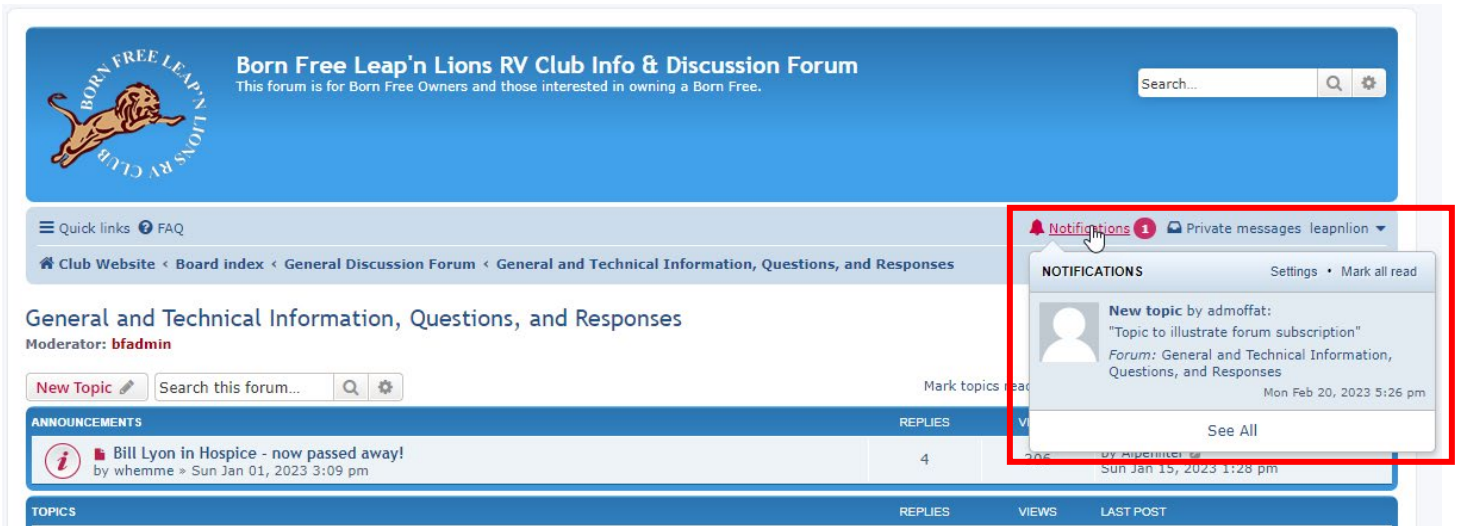 BORN FREE LEAP'N LIONS RV CLUB
Born Free Leap'n Lions RV Club Info & Discussion Forum
This forum is for Born Free Owners and those interested in owning a Born Free.
Search…
Quick links FAQ
Notifications 1 Private messages leapnlion
Club Website ‹ Board index ‹ General Discussion Forum ‹ General and Technical Information, Questions, and Responses
NOTIFICATIONS Settings • Mark all read
New topic by admoffat:
"Topic to illustrate forum subscription"
Forum: General and Technical Information,
Questions, and Responses
Mon Feb 20, 2023 5:26 pm
See All
General and Technical Information, Questions, and Responses
Moderator: bfadmin
New Topic Search this forum…
Mark topics read
ANNOUNCEMENTS REPLIES
Bill Lyon in Hospice - now passed away!
by whemme » Sun Jan 01, 2023 3:09 pm
4
Sun Jan 15, 2023 1:28 pm
TOPICS REPLIES VIEWS LAST POST